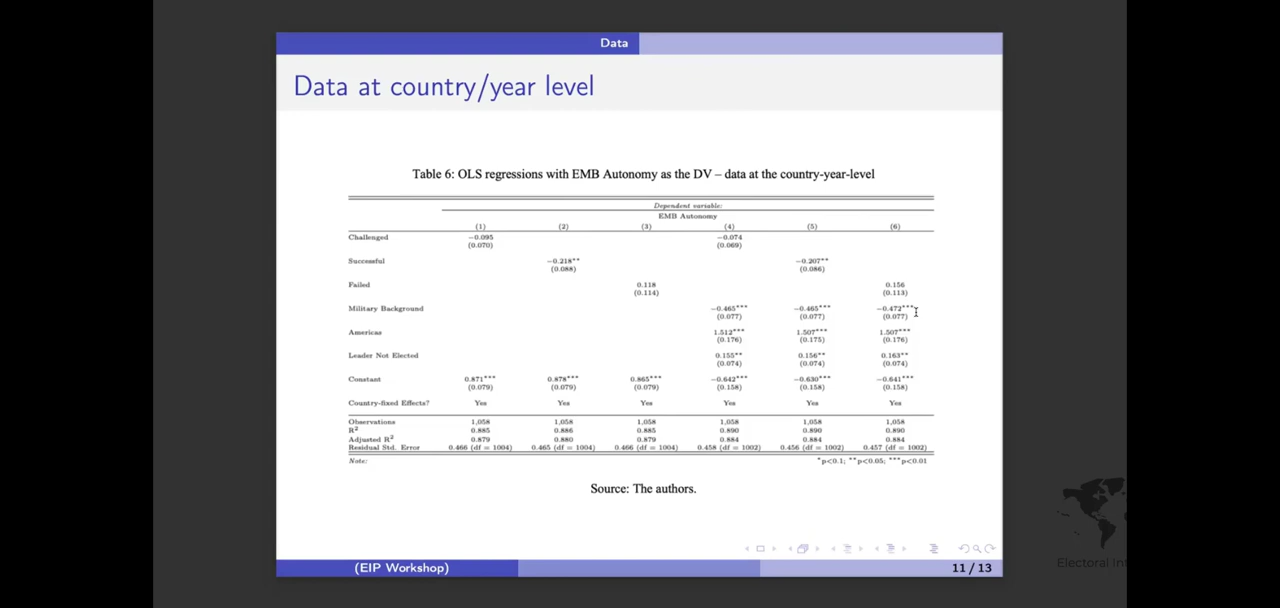 Data
Data at country/year level
Table 6: OLS regressions with EMB Autonomy as the DV – data at the country-year-level
Dependent variable:
EMB Autonomy
(1) (2) (3) (4) (5) (6)
Challenged −0.095 −0.074
(0.070) (0.069)
Successful −0.218** −0.207**
(0.088) (0.086)
Failed 0.118 0.156
(0.114) (0.113)
Military Background −0.465*** −0.465*** −0.472***
(0.077) (0.077) (0.077)
Americas 1.512*** 1.507*** 1.507***
(0.176) (0.175) (0.176)
Leader Not Elected 0.155** 0.156** 0.163**
(0.074) (0.074) (0.074)
Constant 0.871*** 0.878*** 0.865*** −0.642*** −0.630*** −0.641***
(0.079) (0.079) (0.079) (0.158) (0.158) (0.158)
Country-fixed Effects? Yes Yes Yes Yes Yes Yes
Observations 1,058 1,058 1,058 1,058 1,058 1,058
R2 0.885 0.886 0.885 0.890 0.890 0.890
Adjusted R2 0.879 0.880 0.879 0.884 0.884 0.884
Residual Std. Error 0.466 (df = 1004) 0.465 (df = 1004) 0.466 (df = 1004) 0.458 (df = 1002) 0.456 (df = 1002) 0.457 (df = 1002)
Note: *p<0.1; **p<0.05; ***p<0.01
Source: The authors.
(EIP Workshop) 11 / 13
Electoral